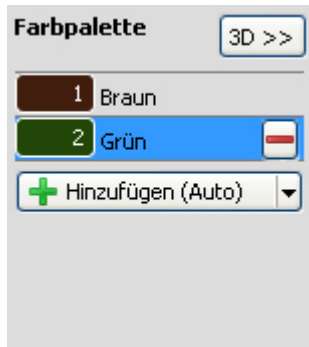 Farbpalette
3D >>
1 Braun
2 Grün
Hinzufügen (Auto)